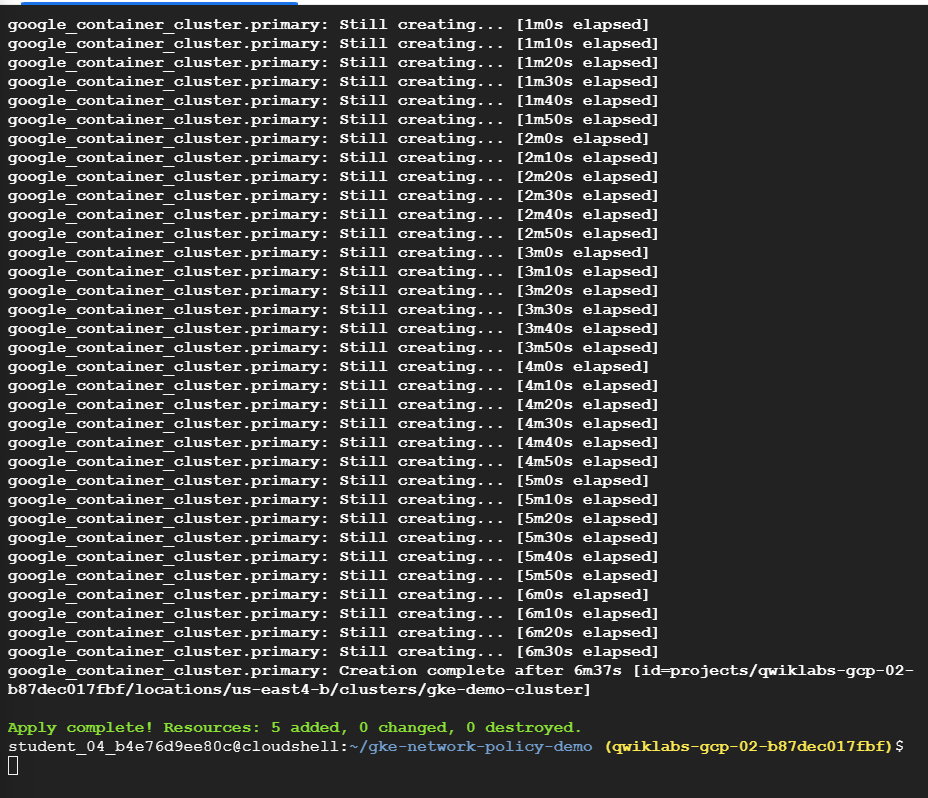 google_container_cluster.primary: Still creating... [1m0s elapsed]
google_container_cluster.primary: Still creating... [1m10s elapsed]
google_container_cluster.primary: Still creating... [1m20s elapsed]
google_container_cluster.primary: Still creating... [1m30s elapsed]
google_container_cluster.primary: Still creating... [1m40s elapsed]
google_container_cluster.primary: Still creating... [1m50s elapsed]
google_container_cluster.primary: Still creating... [2m0s elapsed]
google_container_cluster.primary: Still creating... [2m10s elapsed]
google_container_cluster.primary: Still creating... [2m20s elapsed]
google_container_cluster.primary: Still creating... [2m30s elapsed]
google_container_cluster.primary: Still creating... [2m40s elapsed]
google_container_cluster.primary: Still creating... [2m50s elapsed]
google_container_cluster.primary: Still creating... [3m0s elapsed]
google_container_cluster.primary: Still creating... [3m10s elapsed]
google_container_cluster.primary: Still creating... [3m20s elapsed]
google_container_cluster.primary: Still creating... [3m30s elapsed]
google_container_cluster.primary: Still creating... [3m40s elapsed]
google_container_cluster.primary: Still creating... [3m50s elapsed]
google_container_cluster.primary: Still creating... [4m0s elapsed]
google_container_cluster.primary: Still creating... [4m10s elapsed]
google_container_cluster.primary: Still creating... [4m20s elapsed]
google_container_cluster.primary: Still creating... [4m30s elapsed]
google_container_cluster.primary: Still creating... [4m40s elapsed]
google_container_cluster.primary: Still creating... [4m50s elapsed]
google_container_cluster.primary: Still creating... [5m0s elapsed]
google_container_cluster.primary: Still creating... [5m10s elapsed]
google_container_cluster.primary: Still creating... [5m20s elapsed]
google_container_cluster.primary: Still creating... [5m30s elapsed]
google_container_cluster.primary: Still creating... [5m40s elapsed]
google_container_cluster.primary: Still creating... [5m50s elapsed]
google_container_cluster.primary: Still creating... [6m0s elapsed]
google_container_cluster.primary: Still creating... [6m10s elapsed]
google_container_cluster.primary: Still creating... [6m20s elapsed]
google_container_cluster.primary: Still creating... [6m30s elapsed]
google_container_cluster.primary: Creation complete after 6m37s [id=projects/qwiklabs-gcp-02-
b87dec017fbf/locations/us-east4-b/clusters/gke-demo-cluster]
Apply complete! Resources: 5 added, 0 changed, 0 destroyed.
student_04_b4e76d9ee80c@cloudshell:~/gke-network-policy-demo (qwiklabs-gcp-02-b87dec017fbf)$